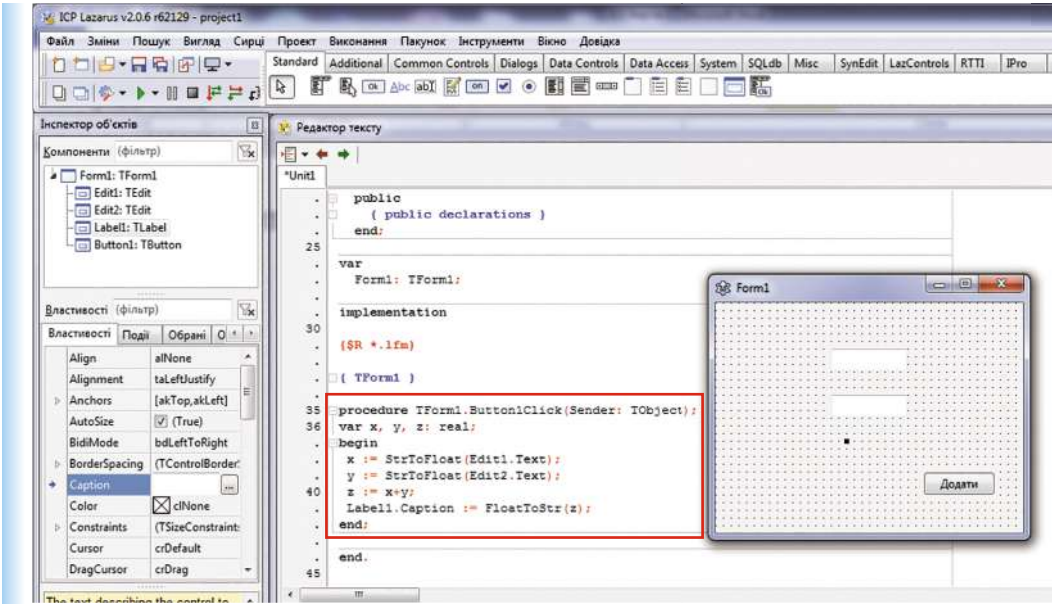 ІСР Lazarus v2.0.6 r62129 - project1
Файл Зміни Пошук Вигляд Сирці Проект Виконання Пакунок Інструменти Вікно Довідка
Standard Additional Common Controls Dialogs Data Controls Data Access System SQLdb Misc SynEdit LazControls RTTI IPro
Ok Abc abI on
Інспектор об'єктів
Компоненти (фільтр)
Form1: TForm1
Edit1: TEdit
Edit2: TEdit
Label1: TLabel
Button1: TButton
Властивості (фільтр)
Властивості Події Обрані О
Align alNone
Alignment taLeftJustify
Anchors [akTop,akLeft]
AutoSize (True)
BidiMode bdLeftToRight
BorderSpacing (TControlBorder:
Caption ...
Color clNone
Constraints (TSizeConstraint:
Cursor crDefault
DragCursor crDrag
The text describing the control to
Редактор тексту
*Unit1
public
{ public declarations }
end;
25
var
Form1: TForm1;
implementation
30
{$R *.lfm}
{ TForm1 }
35 procedure TForm1.Button1Click(Sender: TObject);
36 var x, y, z: real;
begin
x := StrToFloat(Edit1.Text);
y := StrToFloat(Edit2.Text);
40 z := x+y;
Label1.Caption := FloatToStr(z);
end;
end.
45
Form1
Додати